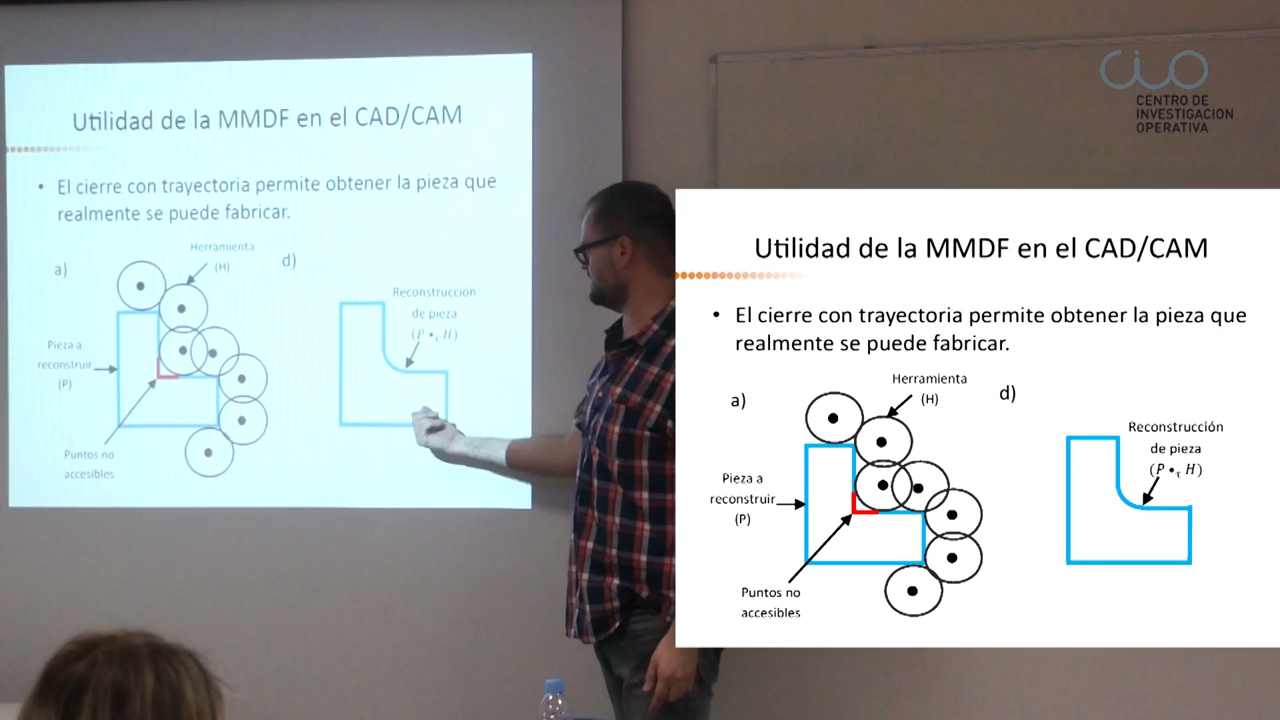 Utilidad de la MMDF en el CAD/CAM
• El cierre con trayectoria permite obtener la pieza que
realmente se puede fabricar.
Herramienta
(H)
a)
d)
Reconstrucción
de pieza
(P •τ H)
Pieza a
reconstruir
(P)
Puntos no
accesibles
CIO
CENTRO DE
INVESTIGACION
OPERATIVA
Utilidad de la MMDF en el CAD/CAM
• El cierre con trayectoria permite obtener la pieza que
realmente se puede fabricar.
Herramienta
(H)
a)
d)
Reconstrucción
de pieza
(P •τ H)
Pieza a
reconstruir
(P)
Puntos no
accesibles